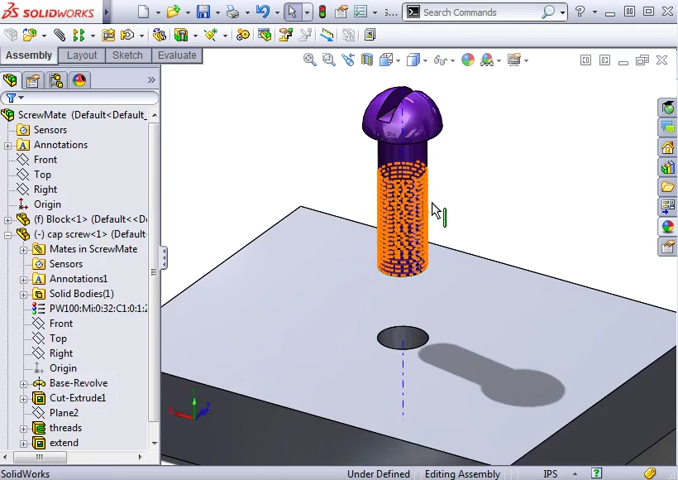 SOLIDWORKS
S...
Search Commands
?
Assembly
Layout
Sketch
Evaluate
»
ScrewMate (Default<Default_
Sensors
Annotations
Front
Top
Right
Origin
(f) Block<1> (Default<<D
(-) cap screw<1> (Default<
Mates in ScrewMate
Sensors
Annotations1
Solid Bodies(1)
PW100:Mi:0:32:C1:0:1:2
Front
Top
Right
Origin
Base-Revolve
Cut-Extrude1
Plane2
threads
extend
SolidWorks
Under Defined
Editing Assembly
IPS
?